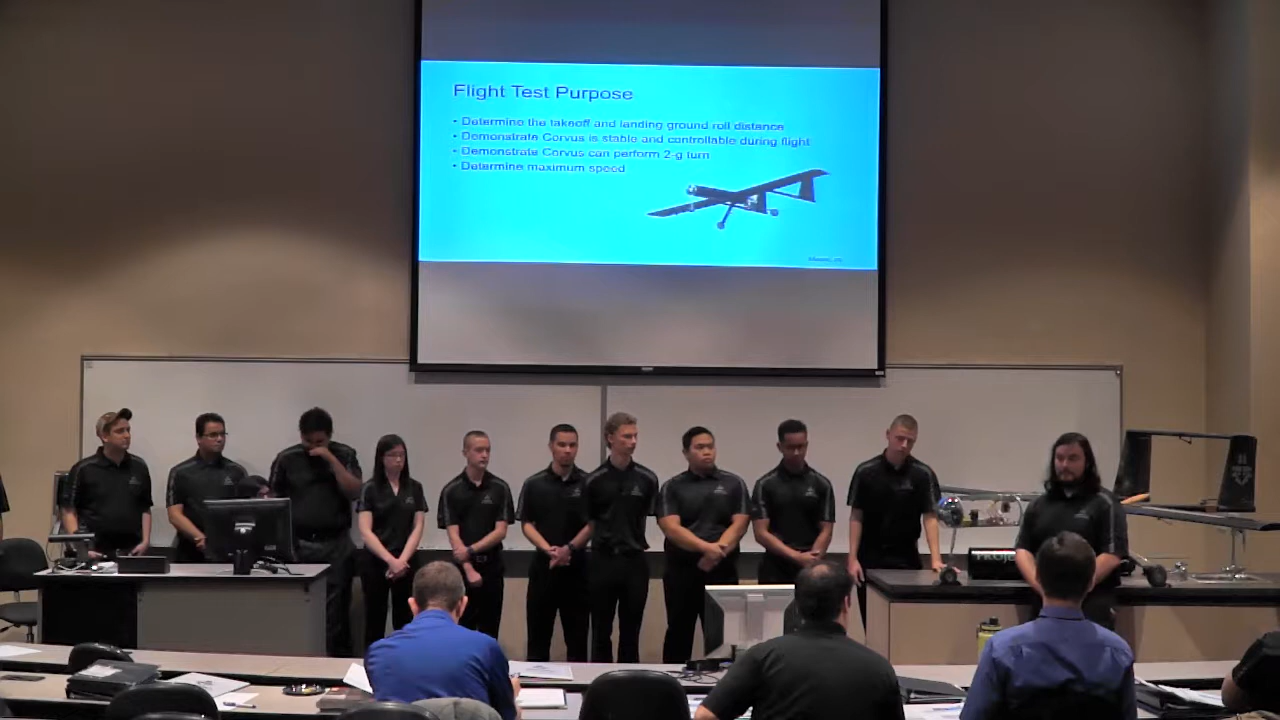 Flight Test Purpose
• Determine the takeoff and landing ground roll distance
• Demonstrate Corvus is stable and controllable during flight
• Demonstrate Corvus can perform 2-g turn
• Determine maximum speed